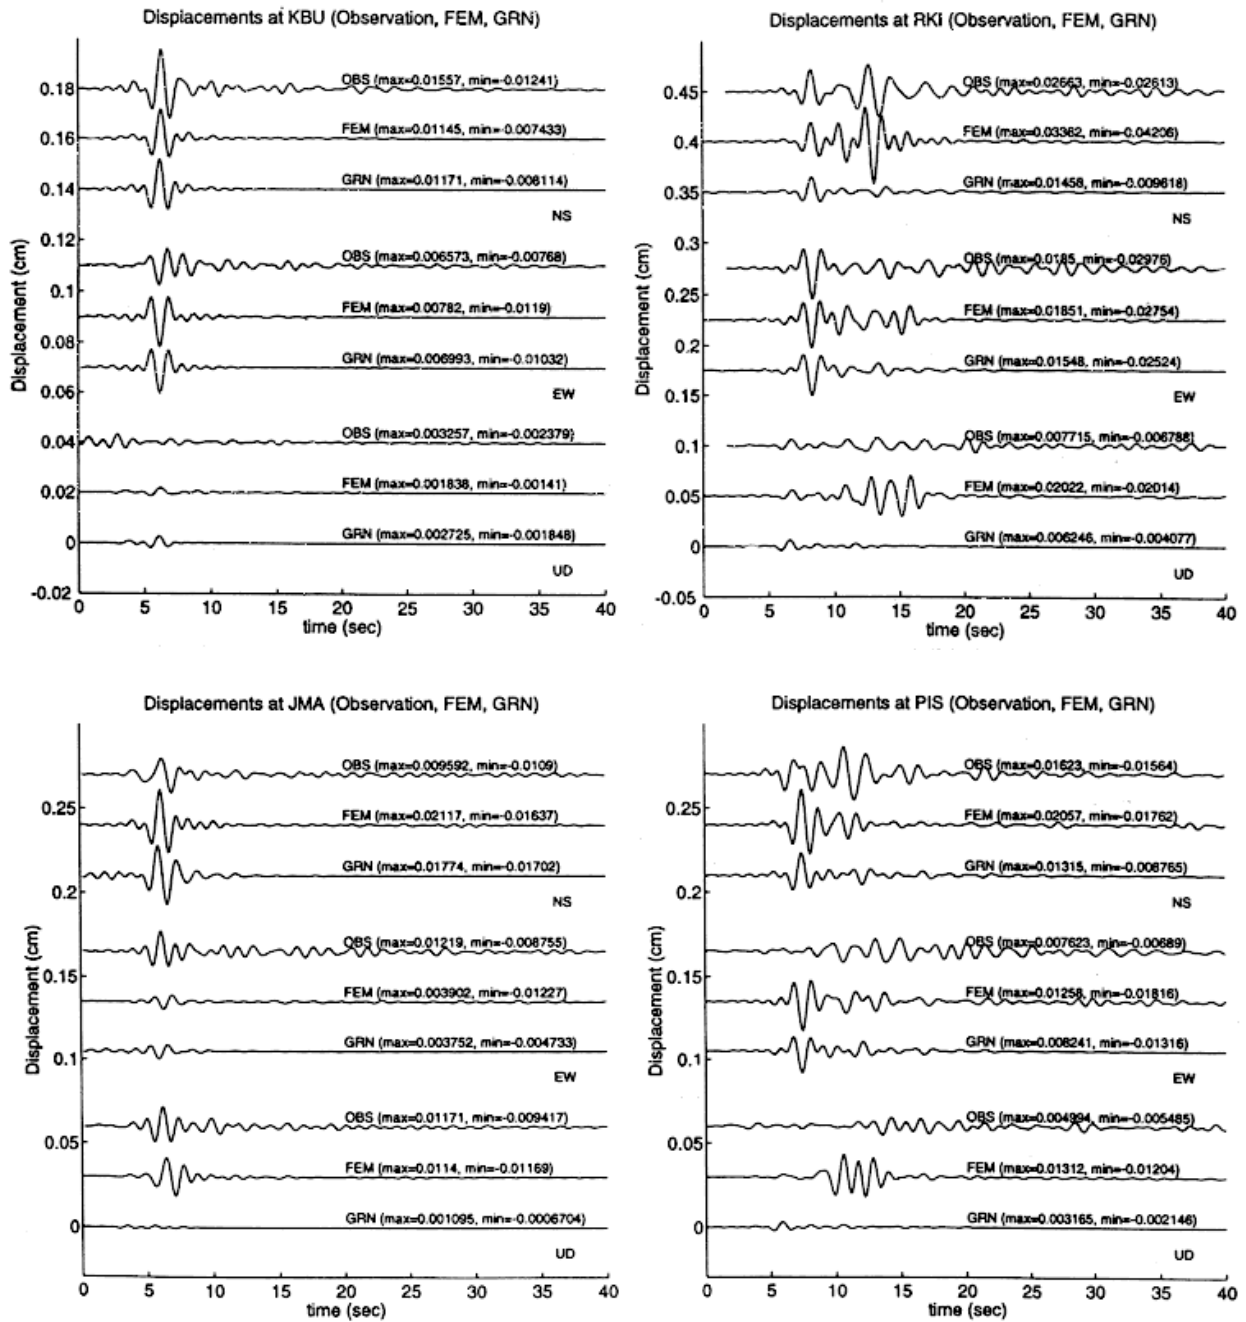 Displacements at KBU (Observation, FEM, GRN)
0.18
0.16
0.14
0.12
0.1
0.08
0.06
0.04
0.02
0
-0.02
Displacement (cm)
OBS (max=0.01557, min=-0.01241)
FEM (max=0.01145, min=-0.007433)
GRN (max=0.01171, min=-0.008114)
NS
OBS (max=0.006573, min=-0.00768)
FEM (max=0.00782, min=-0.0119)
GRN (max=0.006993, min=-0.01032)
EW
OBS (max=0.003257, min=-0.002379)
FEM (max=0.001838, min=-0.00141)
GRN (max=0.002725, min=-0.001848)
UD
0 5 10 15 20 25 30 35 40
time (sec)
Displacements at RKI (Observation, FEM, GRN)
0.45
0.4
0.35
0.3
0.25
0.2
0.15
0.1
0.05
0
-0.05
Displacement (cm)
OBS (max=0.02663, min=-0.02613)
FEM (max=0.03382, min=-0.04206)
GRN (max=0.01458, min=-0.009618)
NS
OBS (max=0.0185, min=-0.02976)
FEM (max=0.01851, min=-0.02754)
GRN (max=0.01548, min=-0.02524)
EW
OBS (max=0.007715, min=-0.006788)
FEM (max=0.02022, min=-0.02014)
GRN (max=0.006246, min=-0.004077)
UD
0 5 10 15 20 25 30 35 40
time (sec)
Displacements at JMA (Observation, FEM, GRN)
0.25
0.2
0.15
0.1
0.05
0
Displacement (cm)
OBS (max=0.009592, min=-0.0109)
FEM (max=0.02117, min=-0.01637)
GRN (max=0.01774, min=-0.01702)
NS
OBS (max=0.01219, min=-0.008755)
FEM (max=0.003902, min=-0.01227)
GRN (max=0.003752, min=-0.004733)
EW
OBS (max=0.01171, min=-0.009417)
FEM (max=0.0114, min=-0.01169)
GRN (max=0.001095, min=-0.0006704)
UD
0 5 10 15 20 25 30 35 40
time (sec)
Displacements at PIS (Observation, FEM, GRN)
0.25
0.2
0.15
0.1
0.05
0
Displacement (cm)
OBS (max=0.01623, min=-0.01564)
FEM (max=0.02057, min=-0.01762)
GRN (max=0.01315, min=-0.008765)
NS
OBS (max=0.007623, min=-0.00689)
FEM (max=0.01258, min=-0.01816)
GRN (max=0.008241, min=-0.01316)
EW
OBS (max=0.004994, min=-0.005485)
FEM (max=0.01312, min=-0.01204)
GRN (max=0.003165, min=-0.002146)
UD
0 5 10 15 20 25 30 35 40
time (sec)